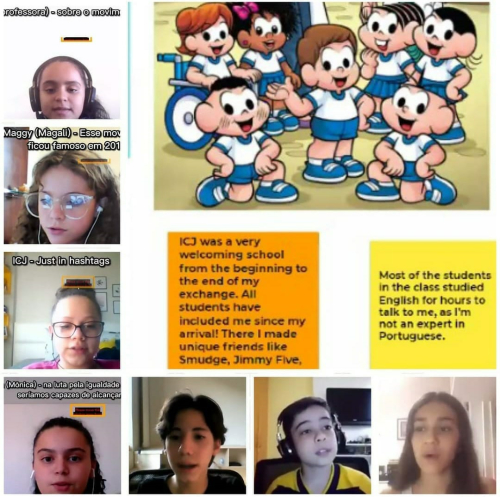 professora) - sobre o movim
Maggy (Magali) - Esse mov
ficou famoso em 201
ICJ - Just in hashtags
(Mônica) - na luta pela igualdade
seríamos capazes de alcançar
ICJ was a very
welcoming school
from the beginning to
the end of my
exchange. All
students have
included me since my
arrival! There I made
unique friends like
Smudge, Jimmy Five,
Most of the students
in the class studied
English for hours to
talk to me, as I'm
not an expert in
Portuguese.